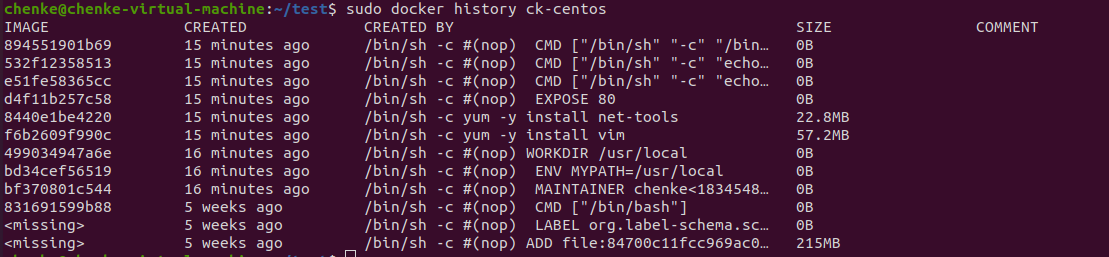 chenke@chenke-virtual-machine:~/test$ sudo docker history ck-centos
IMAGE CREATED CREATED BY SIZE COMMENT
894551901b69 15 minutes ago /bin/sh -c #(nop)  CMD ["/bin/sh" "-c" "/bin… 0B
532f12358513 15 minutes ago /bin/sh -c #(nop)  CMD ["/bin/sh" "-c" "echo… 0B
e51fe58365cc 15 minutes ago /bin/sh -c #(nop)  CMD ["/bin/sh" "-c" "echo… 0B
d4f11b257c58 15 minutes ago /bin/sh -c #(nop)  EXPOSE 80 0B
8440e1be4220 15 minutes ago /bin/sh -c yum -y install net-tools 22.8MB
f6b2609f990c 15 minutes ago /bin/sh -c yum -y install vim 57.2MB
499034947a6e 16 minutes ago /bin/sh -c #(nop) WORKDIR /usr/local 0B
bd34cef56519 16 minutes ago /bin/sh -c #(nop)  ENV MYPATH=/usr/local 0B
bf370801c544 16 minutes ago /bin/sh -c #(nop)  MAINTAINER chenke<1834548… 0B
831691599b88 5 weeks ago /bin/sh -c #(nop)  CMD ["/bin/bash"] 0B
<missing> 5 weeks ago /bin/sh -c #(nop)  LABEL org.label-schema.sc… 0B
<missing> 5 weeks ago /bin/sh -c #(nop) ADD file:84700c11fcc969ac0… 215MB
chenke@chenke-virtual-machine:~/test$